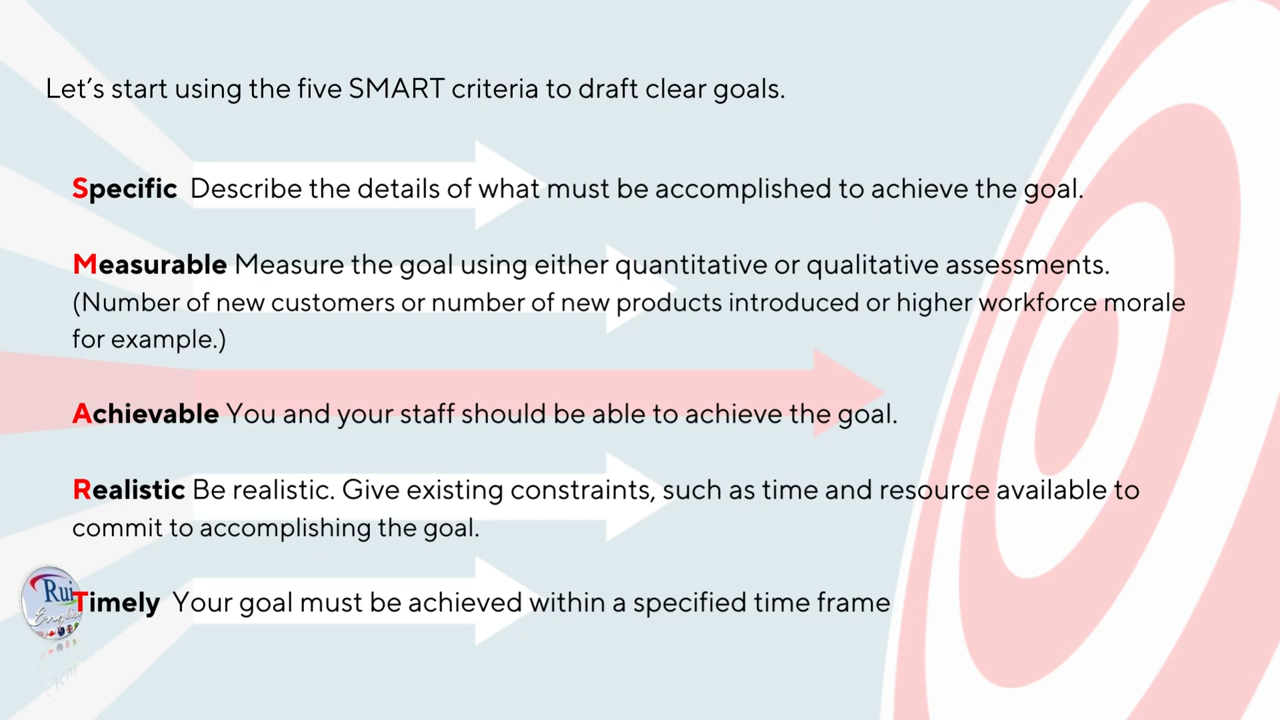 Let’s start using the five SMART criteria to draft clear goals.
Specific Describe the details of what must be accomplished to achieve the goal.
Measurable Measure the goal using either quantitative or qualitative assessments.
(Number of new customers or number of new products introduced or higher workforce morale
for example.)
Achievable You and your staff should be able to achieve the goal.
Realistic Be realistic. Give existing constraints, such as time and resource available to
commit to accomplishing the goal.
Rui
English
Timely Your goal must be achieved within a specified time frame